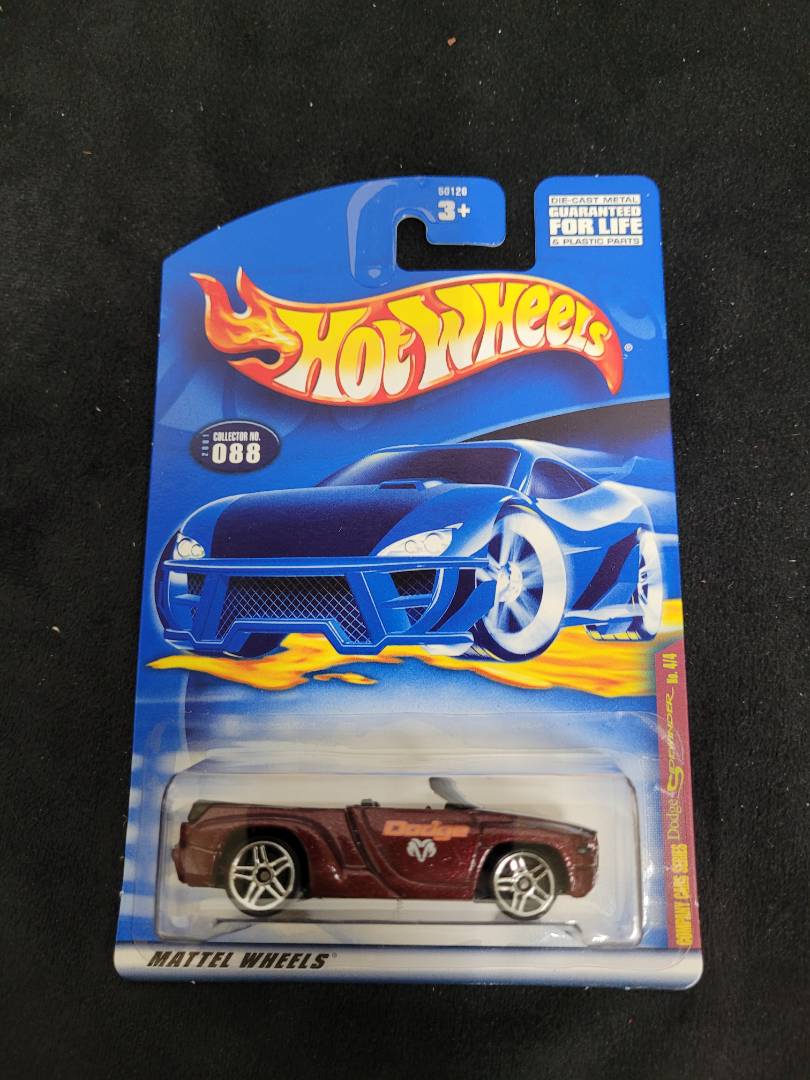 50120
3+
DIE-CAST METAL
GUARANTEED
FOR LIFE
& PLASTIC PARTS
HOT WHEELS®
2001
COLLECTOR NO.
088
COMPANY CARS SERIES Dodge SIDEWINDER No. 4/4
Dodge
MATTEL WHEELS®